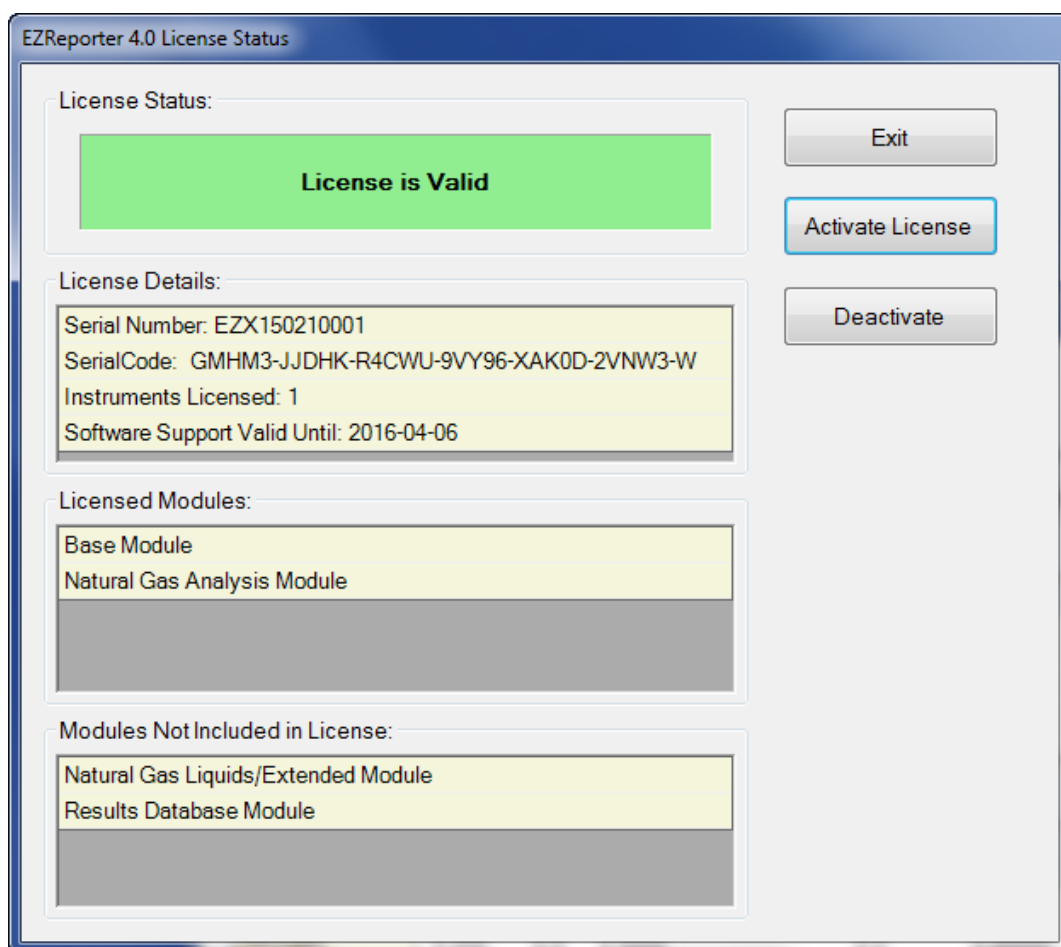 EZReporter 4.0 License Status
License Status:
License is Valid
Exit
Activate License
Deactivate
License Details:
Serial Number: EZX150210001
SerialCode:  GMHM3-JJDHK-R4CWU-9VY96-XAK0D-2VNW3-W
Instruments Licensed: 1
Software Support Valid Until: 2016-04-06
Licensed Modules:
Base Module
Natural Gas Analysis Module
Modules Not Included in License:
Natural Gas Liquids/Extended Module
Results Database Module